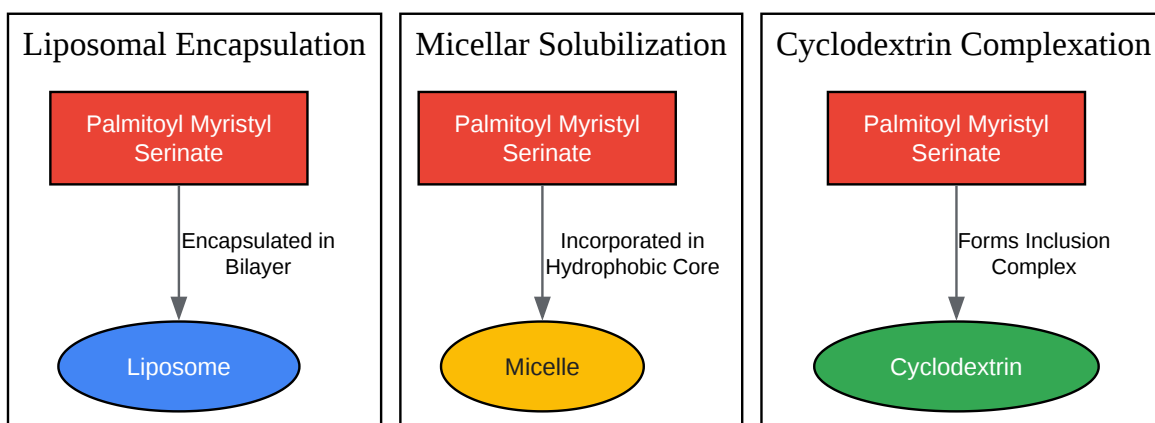 Liposomal Encapsulation
Palmitoyl Myristyl
Serinate
Encapsulated in
Bilayer
Liposome
Micellar Solubilization
Palmitoyl Myristyl
Serinate
Incorporated in
Hydrophobic Core
Micelle
Cyclodextrin Complexation
Palmitoyl Myristyl
Serinate
Forms Inclusion
Complex
Cyclodextrin